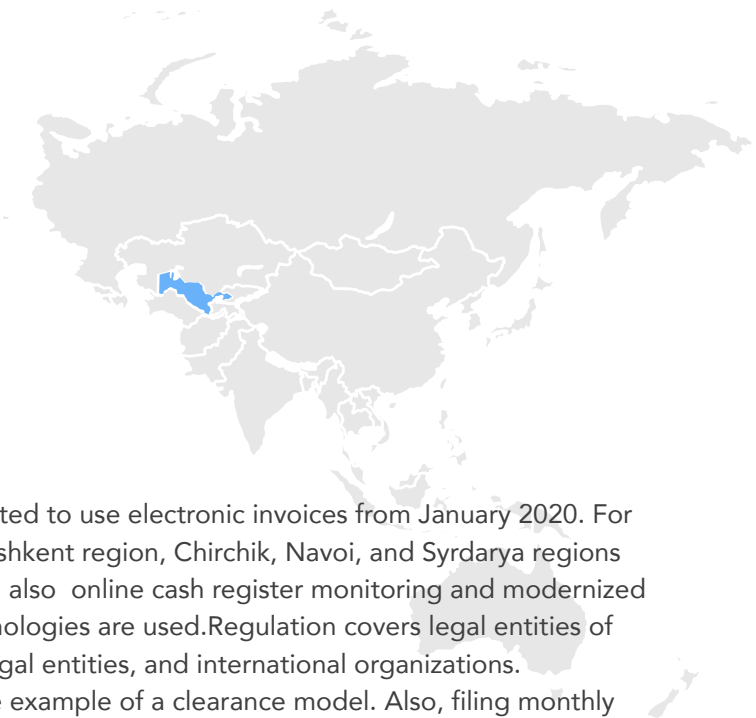 ted to use electronic invoices from January 2020. For
shkent region, Chirchik, Navoi, and Syrdarya regions
also online cash register monitoring and modernized
nologies are used.Regulation covers legal entities of
gal entities, and international organizations.
e example of a clearance model. Also, filing monthly